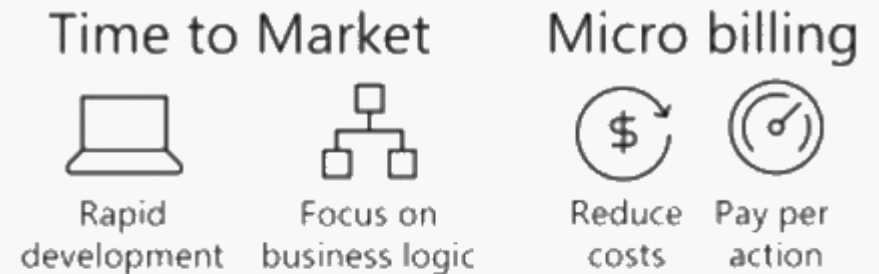 Time to Market
Micro billing
$
Rapid
development
Focus on
business logic
Reduce
costs
Pay per
action